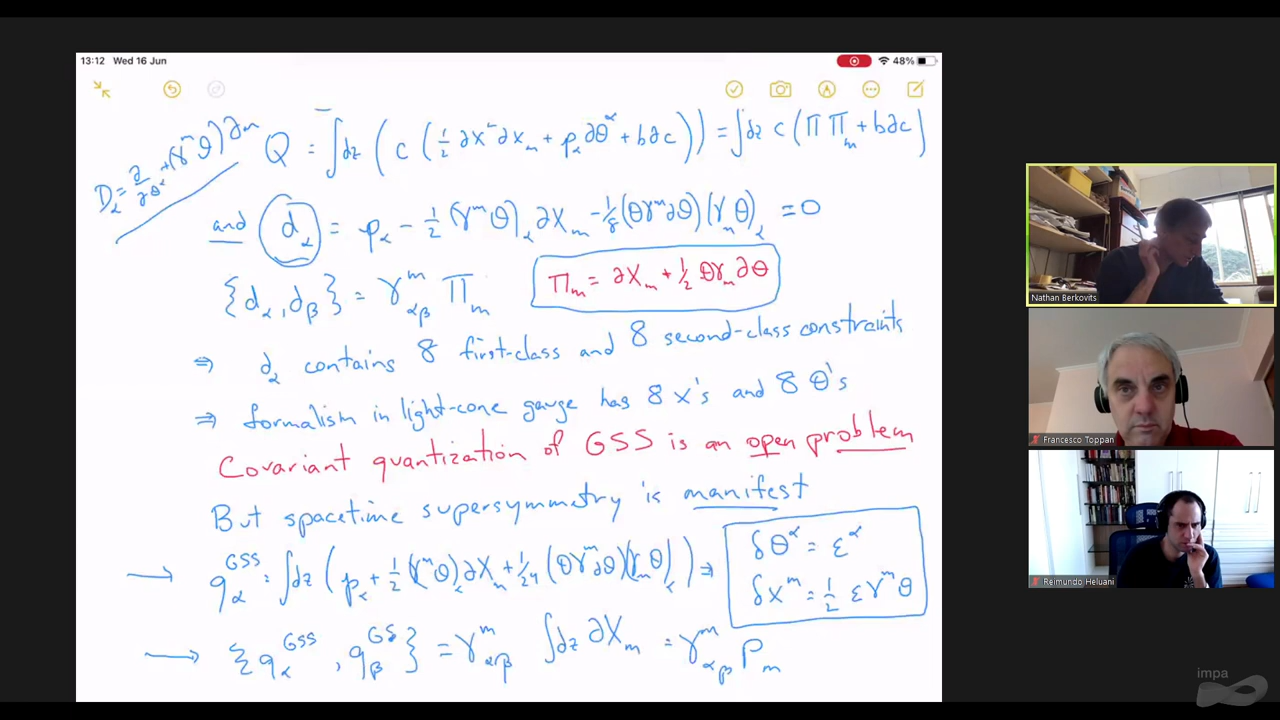 13:12 Wed 16 Jun
48%
D_α = ∂/∂θ^α + (γ^m θ) ∂_m
Q = ∫dz ( c ( ½ ∂X^m ∂X_m + p_α ∂θ^α + b∂c ) ) = ∫dz c ( Π Π_m + b∂c )
and d_α = p_α - ½ (γ^m θ)_α ∂X_m - ⅛ (θγ^m ∂θ)(γ_m θ)_α = 0
{d_α, d_β} = γ^m_αβ Π_m
Π_m = ∂X_m + ½ θγ_m ∂θ
⇒ d_α contains 8 first-class and 8 second-class constraints
⇒ formalism in light-cone gauge has 8 x's and 8 θ's
Covariant quantization of GSS is an open problem
But spacetime supersymmetry is manifest
→ q_α^GSS = ∫dz ( p_α + ½ (γ^m θ)_α ∂X_m + 1/24 (θγ^m ∂θ)(γ_m θ)_α ) ⇒
δθ^α = ε^α
δX^m = ½ εγ^m θ
→ {q_α^GSS, q_β^GS} = γ^m_αβ ∫dz ∂X_m = γ^m_αβ P_m
Nathan Berkovits
Francesco Toppan
Reimundo Heluani
impa